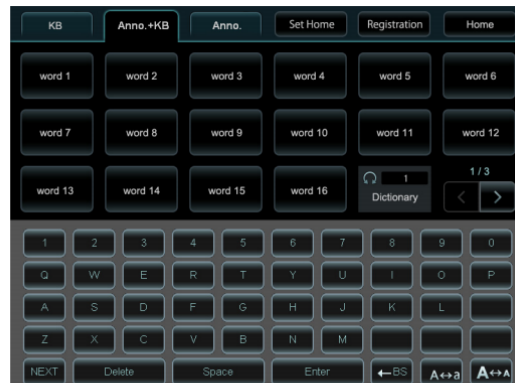 KB Anno.+KB Anno. Set Home Registration Home
word 1 word 2 word 3 word 4 word 5 word 6
word 7 word 8 word 9 word 10 word 11 word 12
1 1/3
word 13 word 14 word 15 word 16 Dictionary < >
1 2 3 4 5 6 7 8 9 0
Q W E R T Y U I O P
A S D F G H J K L
Z X C V B N M
NEXT Delete Space Enter ←BS A↔a A↔A